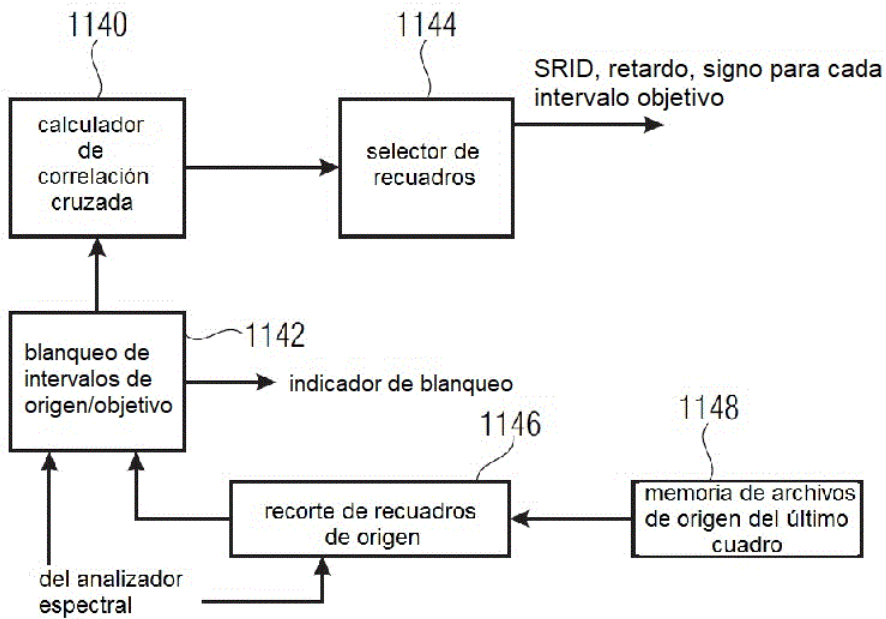 1140
1144
SRID, retardo, signo para cada
intervalo objetivo
calculador
de
correlación
cruzada
selector de
recuadros
1142
blanqueo de
intervalos de
origen/objetivo
indicador de blanqueo
1146
1148
recorte de recuadros
de origen
memoria de archivos
de origen del último
cuadro
del analizador
espectral